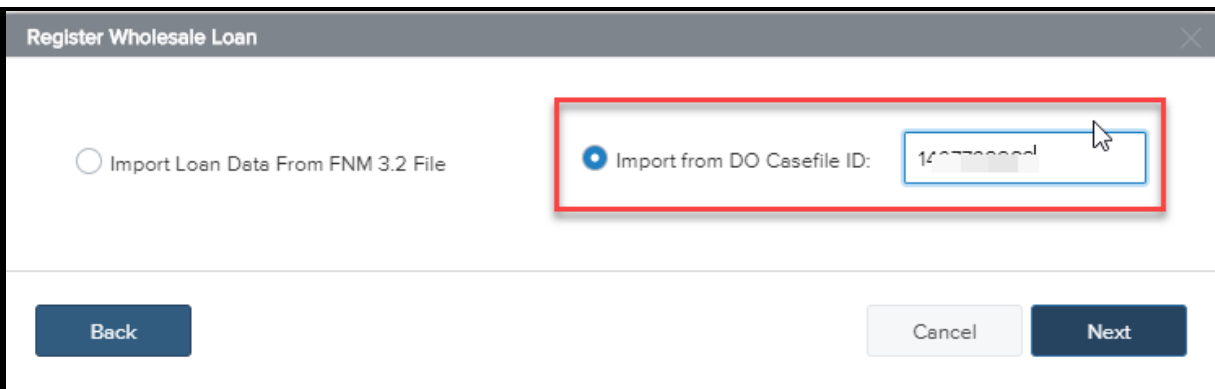 Register Wholesale Loan
Import Loan Data From FNM 3.2 File
Import from DO Casefile ID:
Back
Cancel
Next